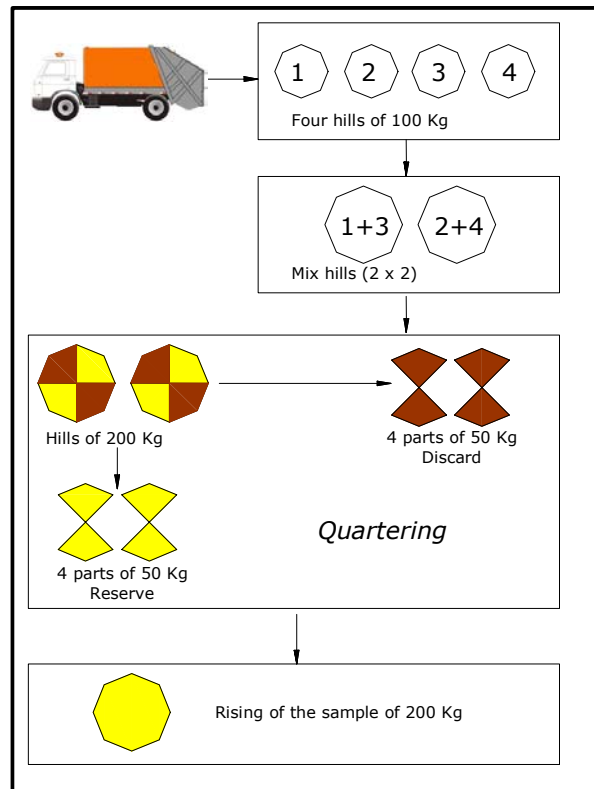 1 2 3 4
Four hills of 100 Kg
1+3 2+4
Mix hills (2 x 2)
Hills of 200 Kg
4 parts of 50 Kg
Discard
Quartering
4 parts of 50 Kg
Reserve
Rising of the sample of 200 Kg